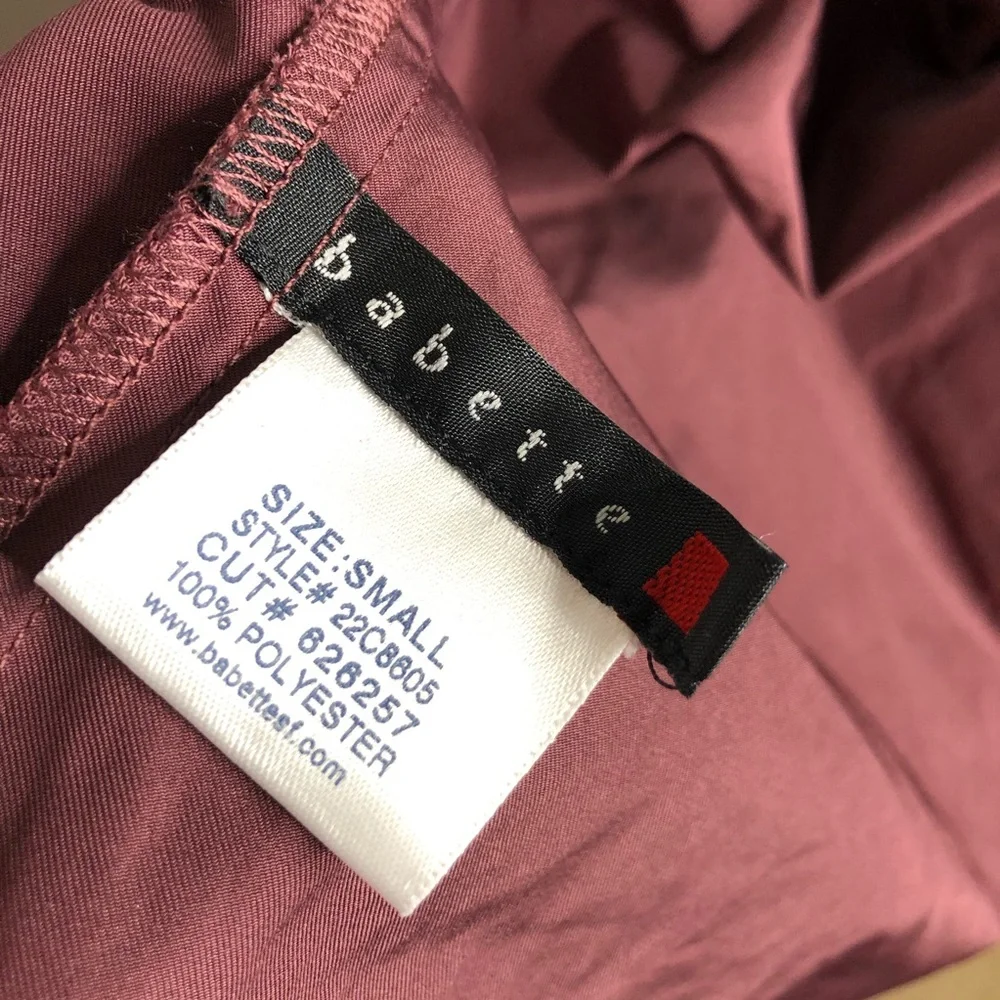 babette
SIZE: SMALL
STYLE# 22C8605
CUT# 626257
100% POLYESTER
www.babettesf.com